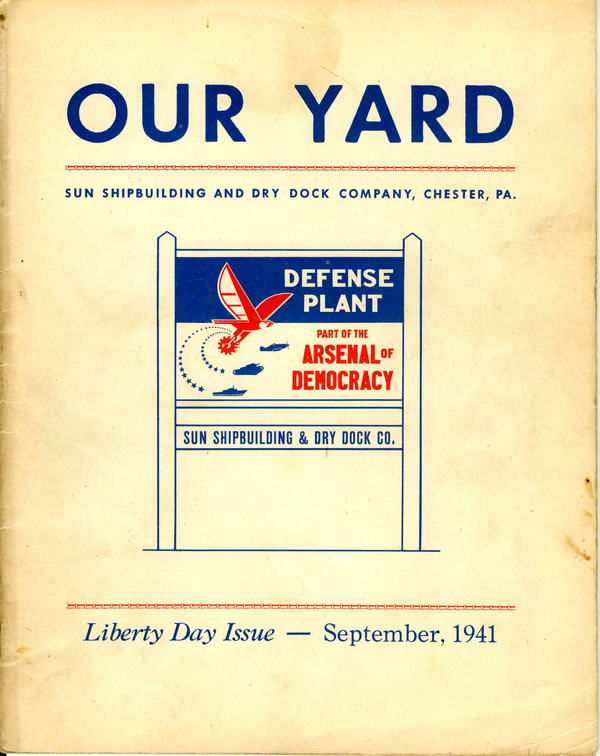 OUR YARD
SUN SHIPBUILDING AND DRY DOCK COMPANY, CHESTER, PA.
DEFENSE
PLANT
PART OF THE
ARSENAL OF
DEMOCRACY
SUN SHIPBUILDING & DRY DOCK CO.
Liberty Day Issue — September, 1941